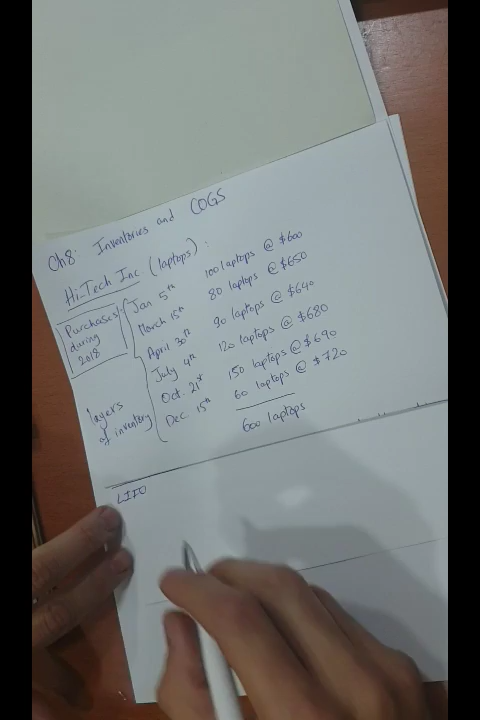 Ch8: Inventories and COGS
Hi-Tech Inc. (laptops):
Purchases
during
2018
Jan 5th 100 laptops @ $600
March 15th 80 laptops @ $650
April 30th 90 laptops @ $640
July 4th 120 laptops @ $680
Oct. 21st 150 laptops @ $690
Dec. 15th 60 laptops @ $720
600 laptops
layers
of inventory
LIFO